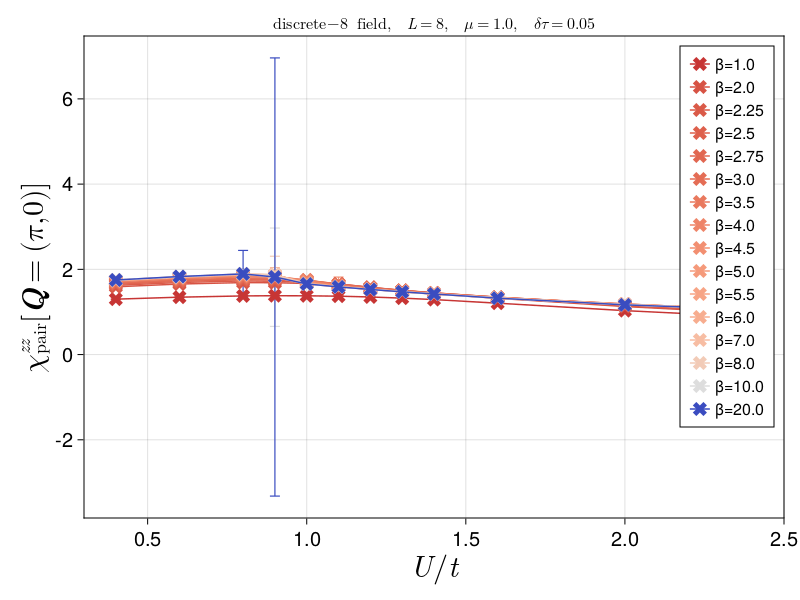 discrete−8 field, L = 8, μ = 1.0, δτ = 0.05
χ^{zz}_{pair}[Q = (π,0)]
6
4
2
0
-2
0.5
1.0
1.5
2.0
2.5
U/t
β=1.0
β=2.0
β=2.25
β=2.5
β=2.75
β=3.0
β=3.5
β=4.0
β=4.5
β=5.0
β=5.5
β=6.0
β=7.0
β=8.0
β=10.0
β=20.0